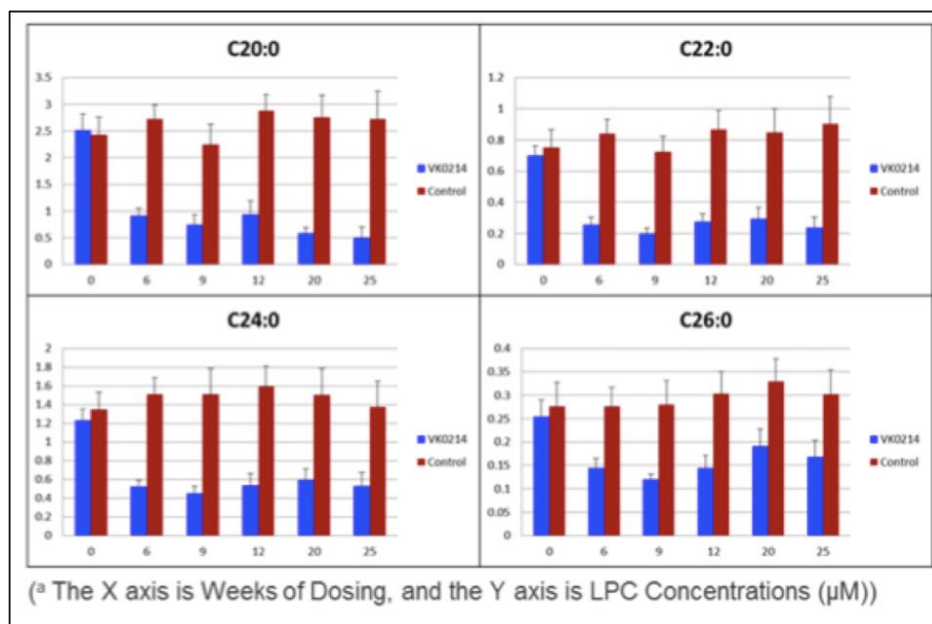 C20:0
3.5
3
2.5
2
1.5
1
0.5
0
0 6 9 12 20 25
VK0214
Control
C22:0
1.2
1
0.8
0.6
0.4
0.2
0
0 6 9 12 20 25
VK0214
Control
C24:0
2
1.8
1.6
1.4
1.2
1
0.8
0.6
0.4
0.2
0
0 6 9 12 20 25
VK0214
Control
C26:0
0.4
0.35
0.3
0.25
0.2
0.15
0.1
0.05
0
0 6 9 12 20 25
VK0214
Control
(ᵃ The X axis is Weeks of Dosing, and the Y axis is LPC Concentrations (µM))